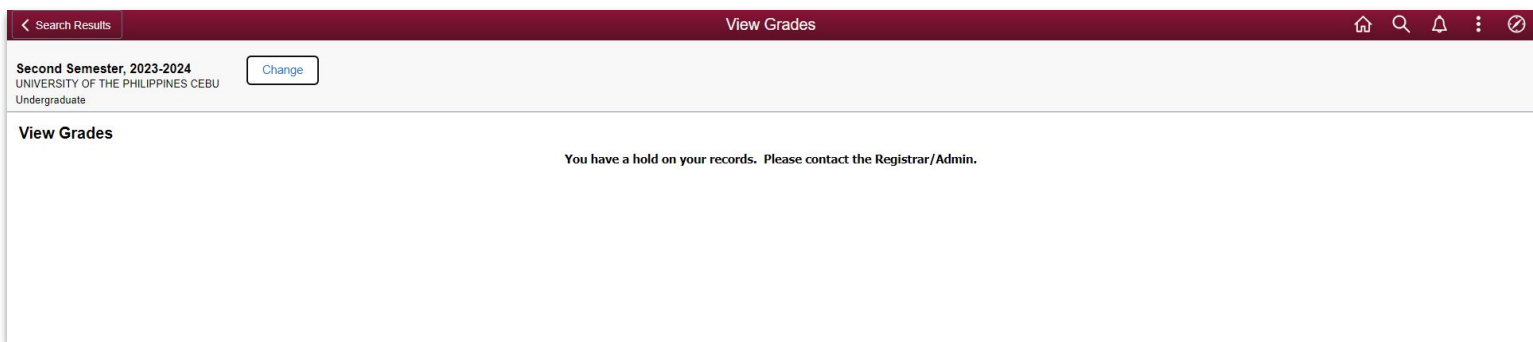 Search Results
View Grades
Second Semester, 2023-2024
Change
UNIVERSITY OF THE PHILIPPINES CEBU
Undergraduate
View Grades
You have a hold on your records. Please contact the Registrar/Admin.